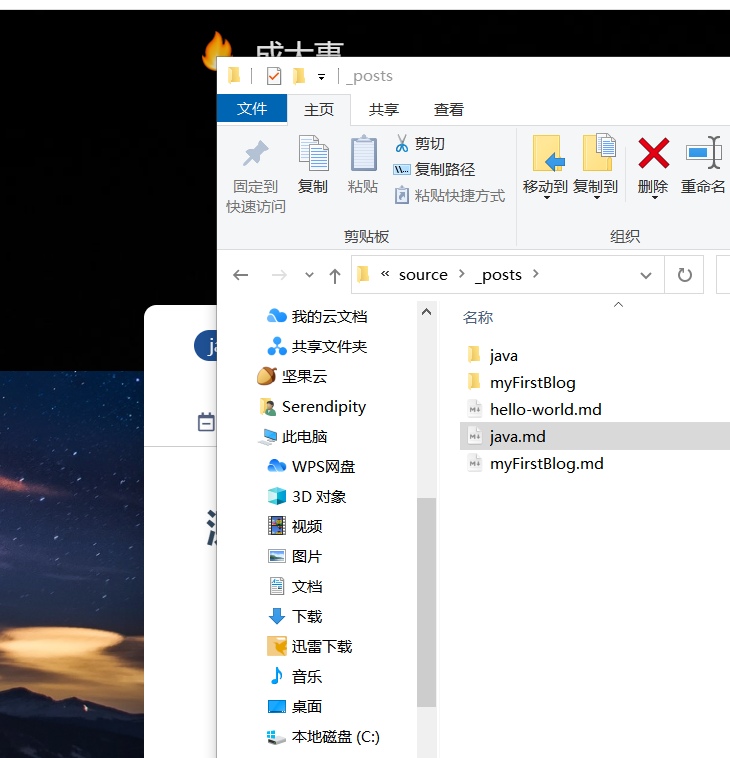 成大事
_posts
文件 主页 共享 查看
固定到
快速访问
复制
粘贴
剪切
复制路径
粘贴快捷方式
移动到 复制到 删除 重命名
剪贴板 组织
« source › _posts ›
名称
我的云文档
共享文件夹
坚果云
Serendipity
此电脑
WPS网盘
3D 对象
视频
图片
文档
下载
迅雷下载
音乐
桌面
本地磁盘 (C:)
java
myFirstBlog
hello-world.md
java.md
myFirstBlog.md